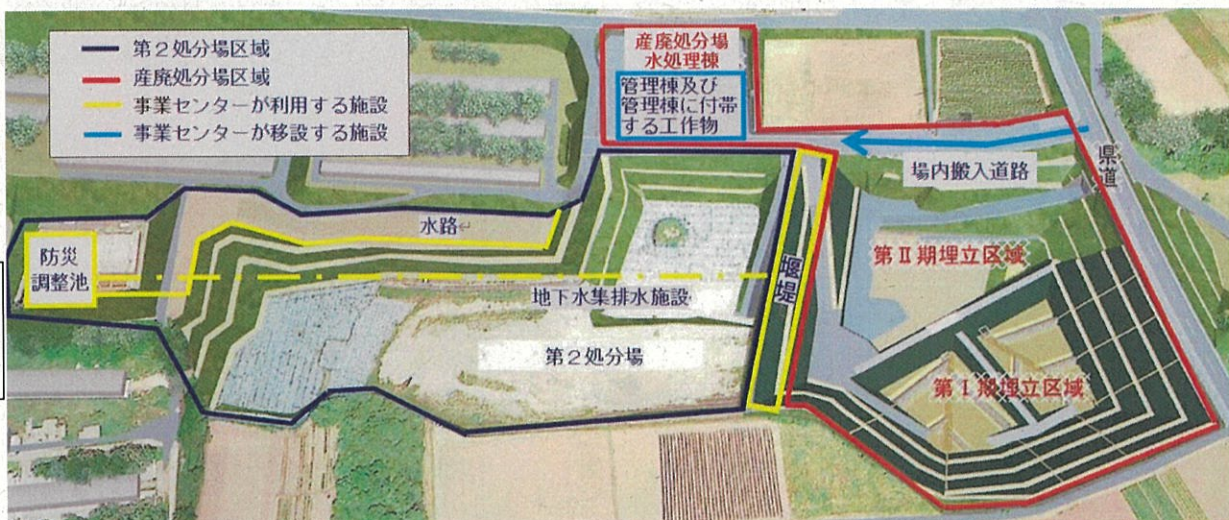 第2処分場区域
産廃処分場区域
事業センターが利用する施設
事業センターが移設する施設
産廃処分場
水処理棟
管理棟及び
管理棟に付帯
する工作物
場内搬入道路
県道
水路
防災
調整池
地下水集排水施設
堰堤
第2処分場
第Ⅱ期埋立区域
第Ⅰ期埋立区域